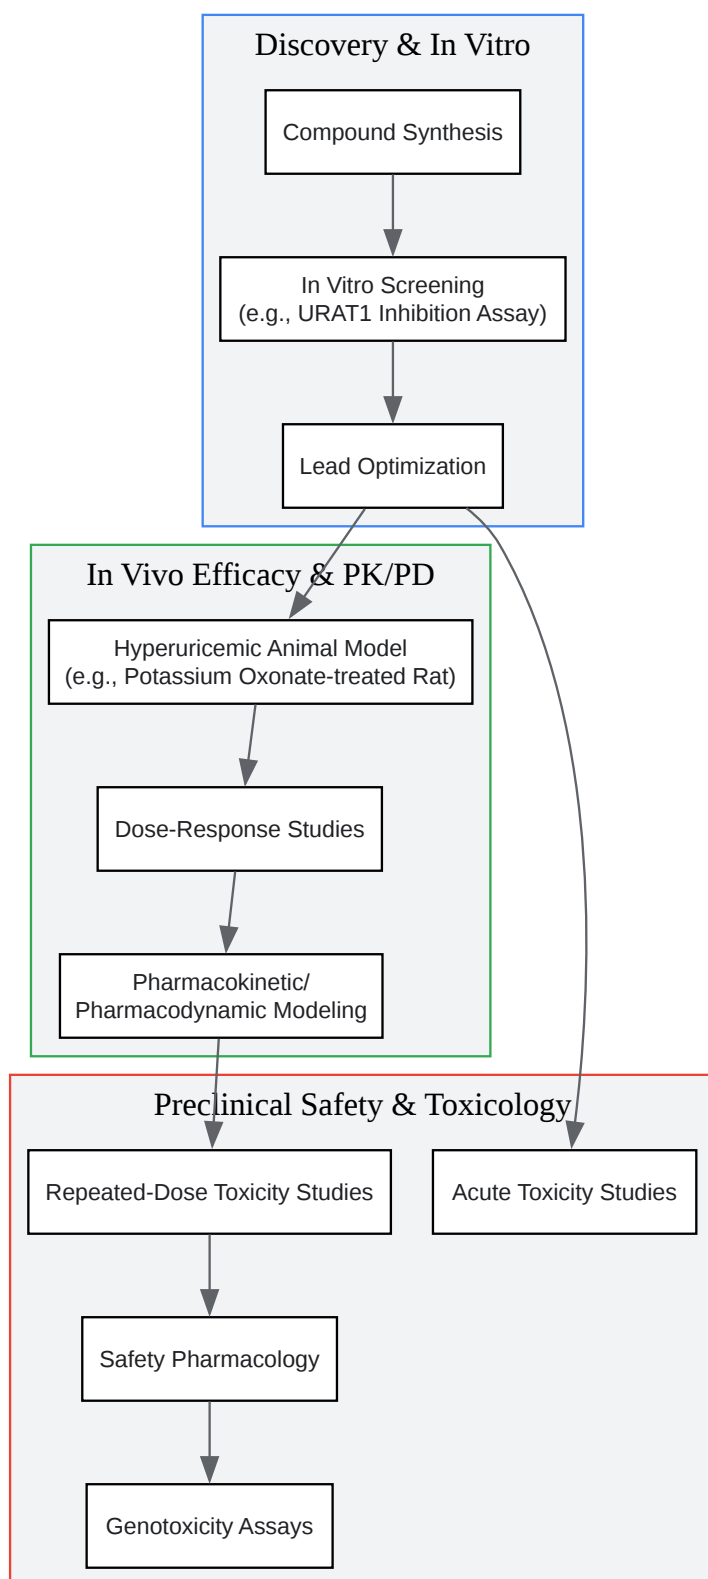 Discovery & In Vitro
Compound Synthesis
In Vitro Screening
(e.g., URAT1 Inhibition Assay)
Lead Optimization
In Vivo Efficacy & PK/PD
Hyperuricemic Animal Model
(e.g., Potassium Oxonate-treated Rat)
Dose-Response Studies
Pharmacokinetic/
Pharmacodynamic Modeling
Preclinical Safety & Toxicology
Repeated-Dose Toxicity Studies
Acute Toxicity Studies
Safety Pharmacology
Genotoxicity Assays